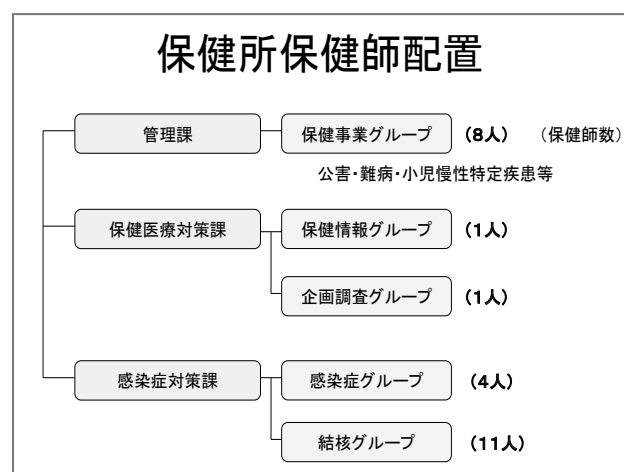 保健所保健師配置
管理課 保健事業グループ (8人) (保健師数)
公害・難病・小児慢性特定疾患等
保健医療対策課 保健情報グループ (1人)
企画調査グループ (1人)
感染症対策課 感染症グループ (4人)
結核グループ (11人)